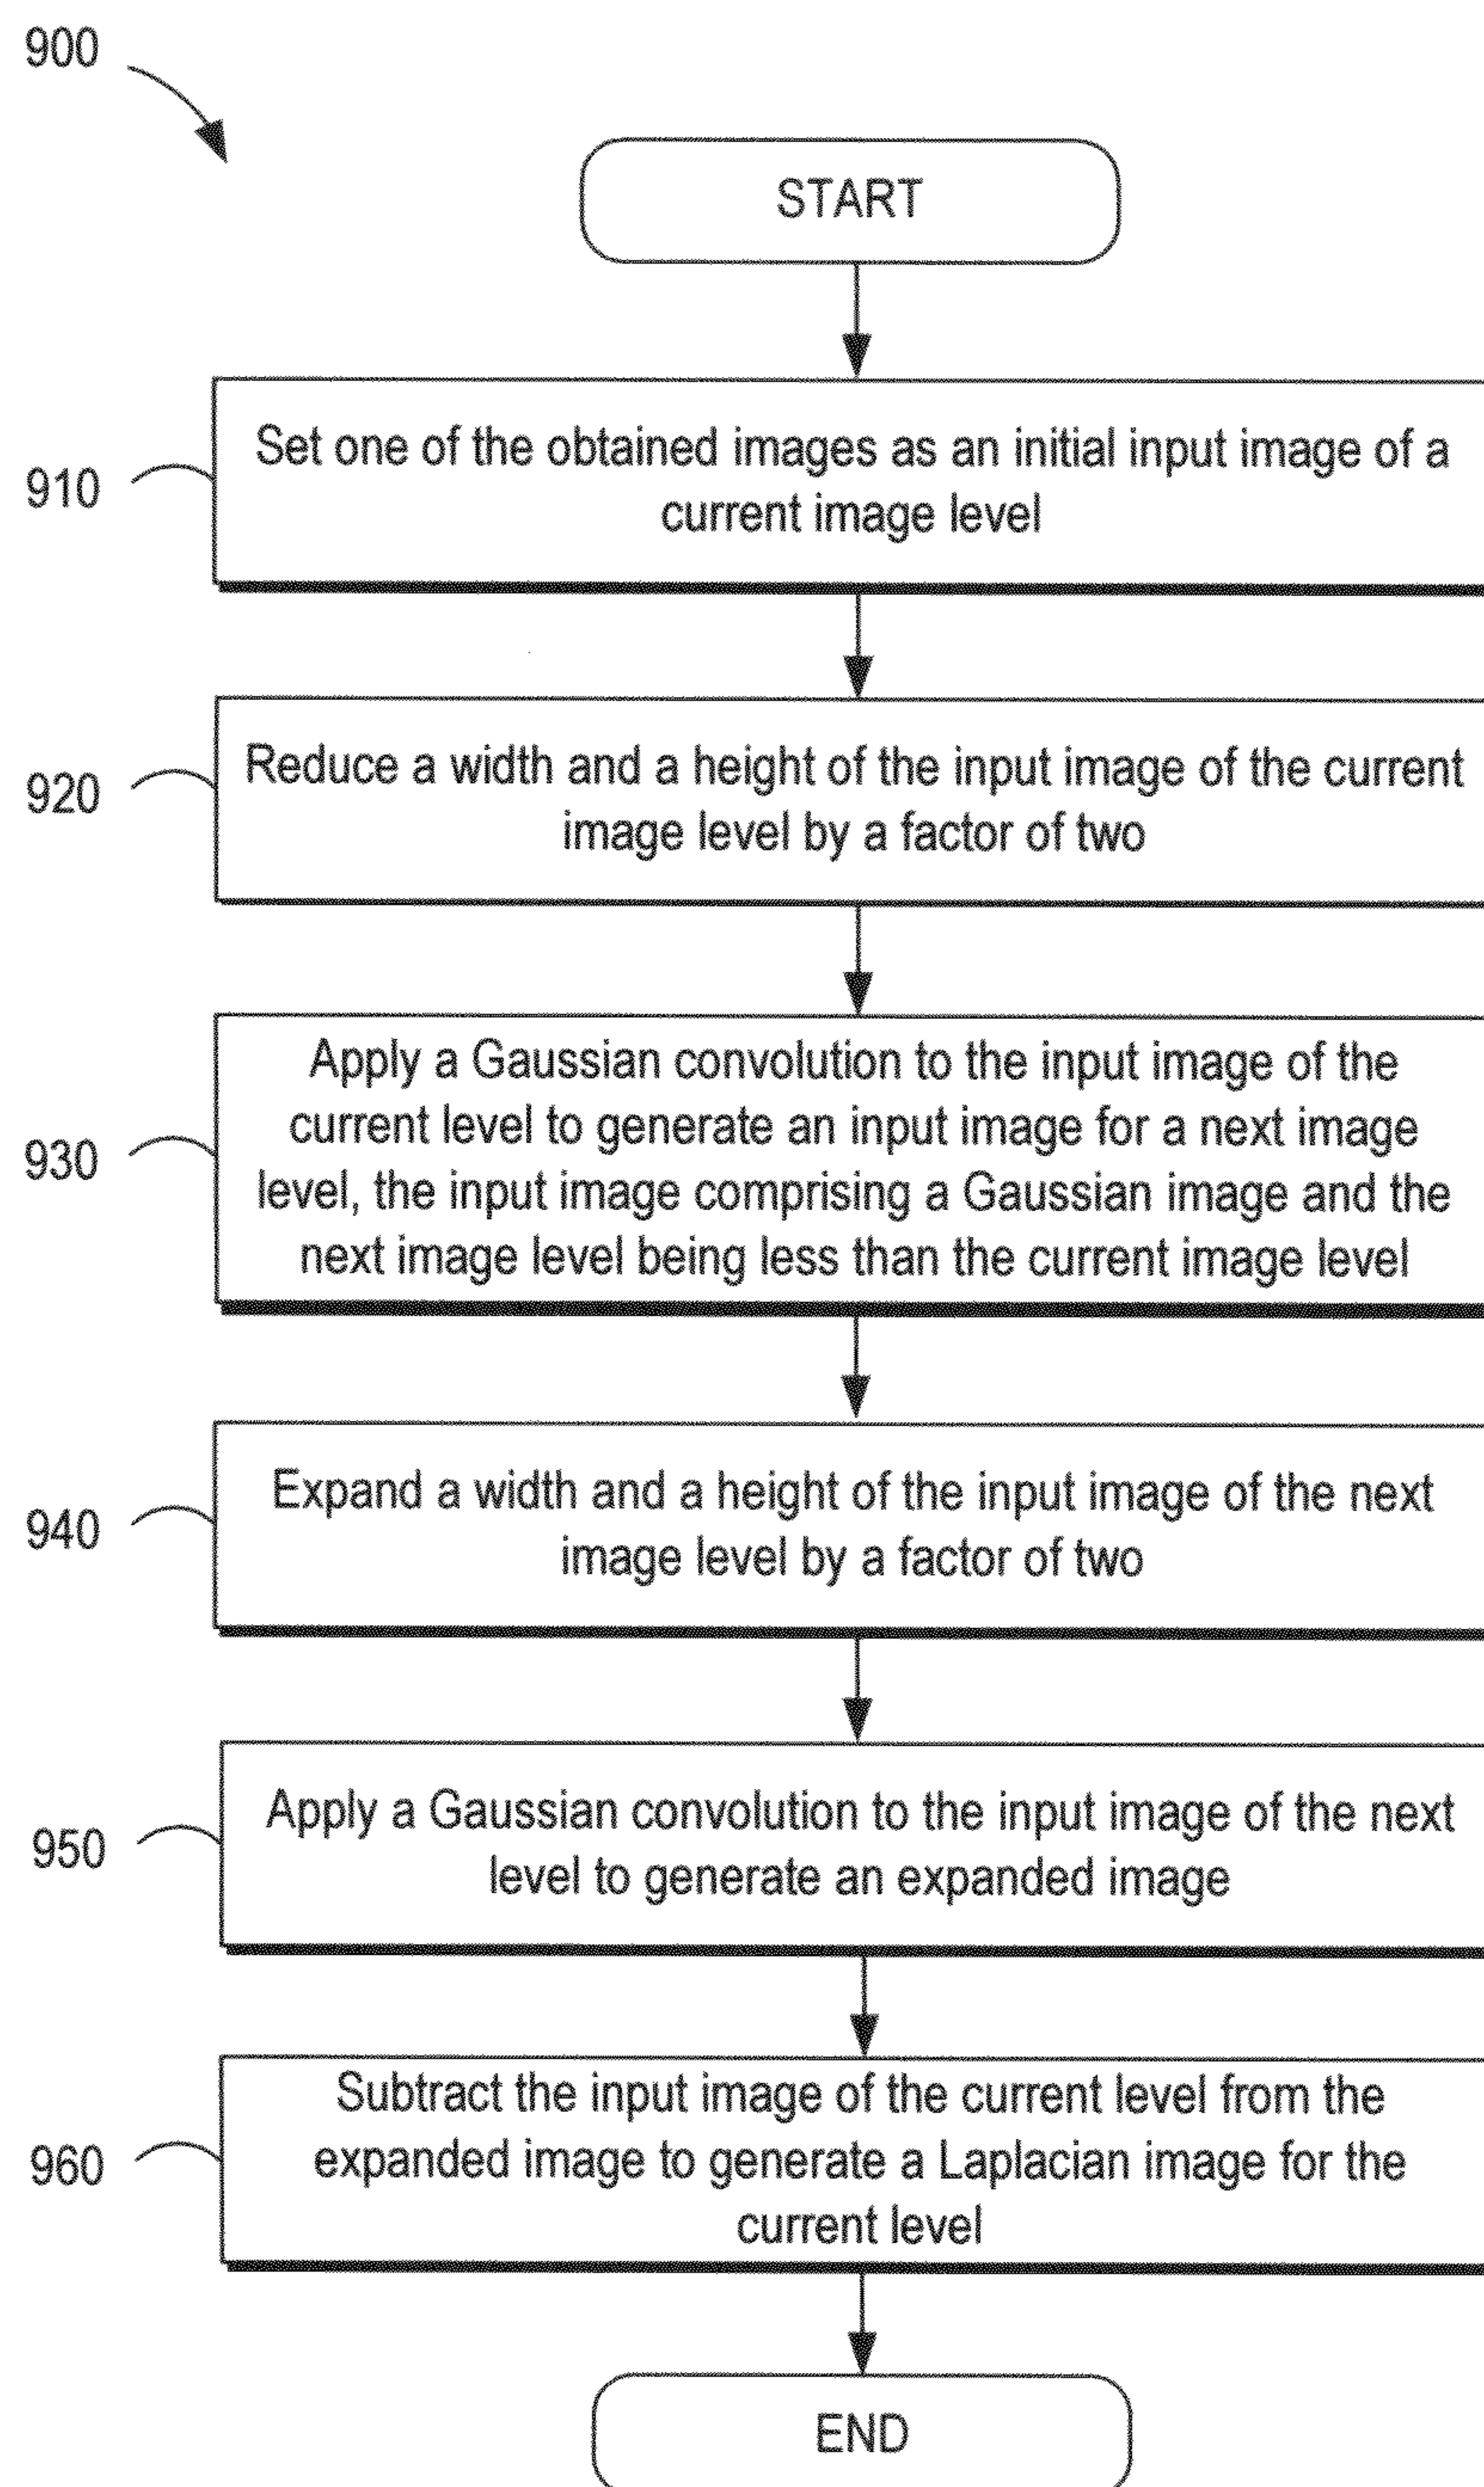 900
START
910
Set one of the obtained images as an initial input image of a
current image level
920
Reduce a width and a height of the input image of the current
image level by a factor of two
930
Apply a Gaussian convolution to the input image of the
current level to generate an input image for a next image
level, the input image comprising a Gaussian image and the
next image level being less than the current image level
940
Expand a width and a height of the input image of the next
image level by a factor of two
950
Apply a Gaussian convolution to the input image of the next
level to generate an expanded image
960
Subtract the input image of the current level from the
expanded image to generate a Laplacian image for the
current level
END